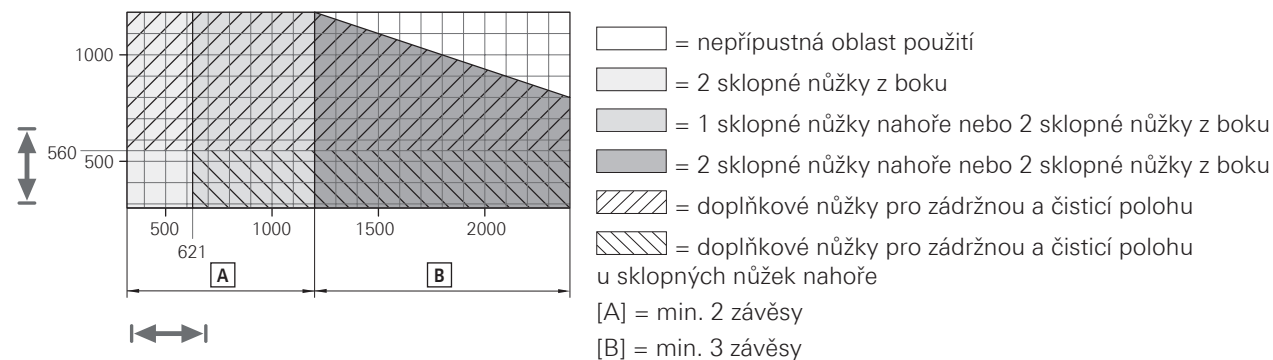 1000
560
500
500
1000
1500
2000
621
A
B
= nepřípustná oblast použití
= 2 sklopné nůžky z boku
= 1 sklopné nůžky nahoře nebo 2 sklopné nůžky z boku
= 2 sklopné nůžky nahoře nebo 2 sklopné nůžky z boku
= doplňkové nůžky pro zádržnou a čisticí polohu
= doplňkové nůžky pro zádržnou a čisticí polohu
u sklopných nůžek nahoře
[A] = min. 2 závěsy
[B] = min. 3 závěsy